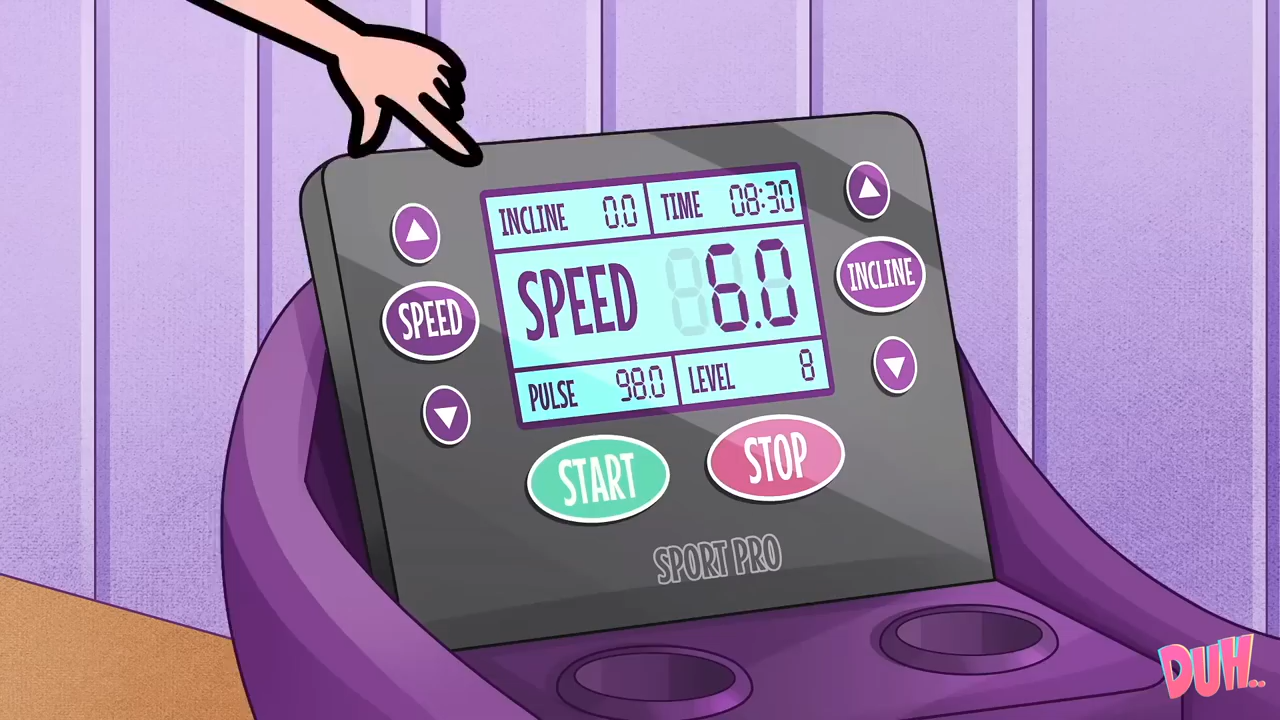 INCLINE 0.0 TIME 08:30
SPEED 6.0
PULSE 98.0 LEVEL 8
SPEED
INCLINE
START STOP
SPORT PRO
DUH..